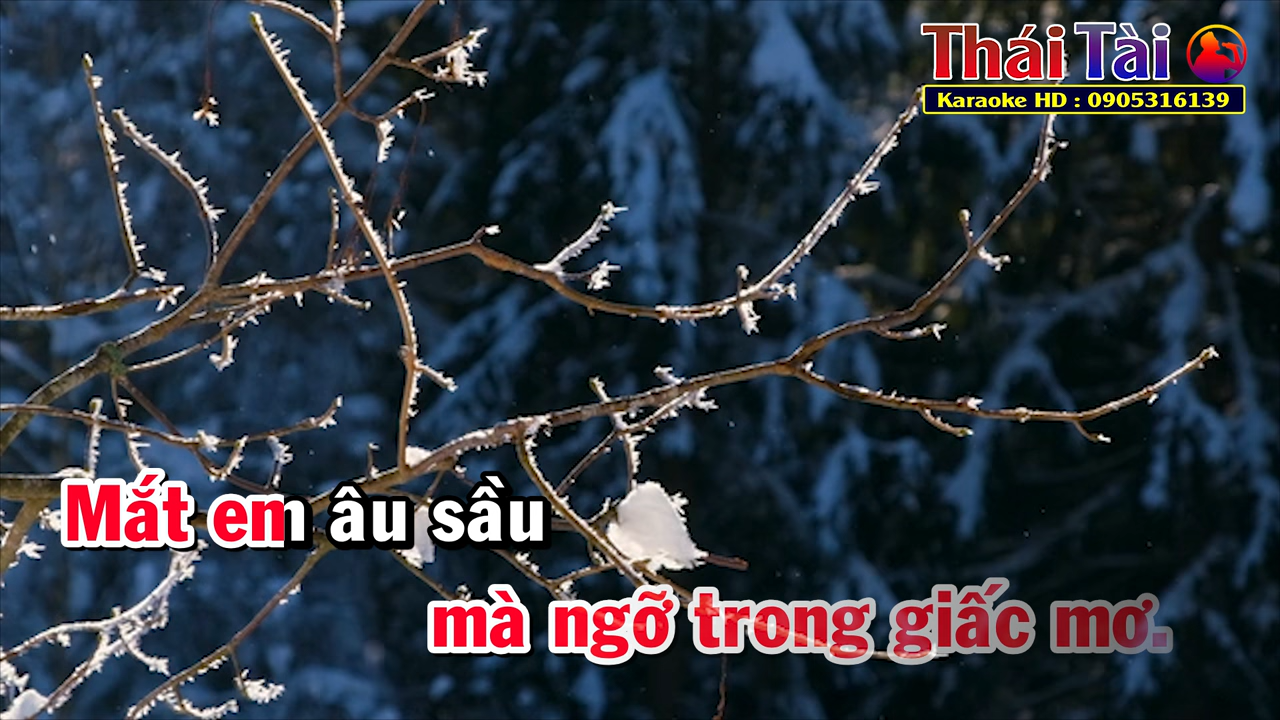 Thái Tài
Karaoke HD : 0905316139
Mắt em âu sầu
mà ngỡ trong giấc mơ.